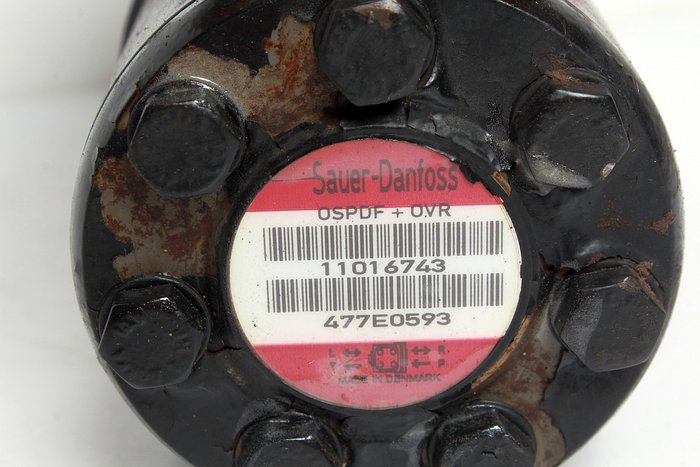 Sauer-Danfoss
OSPDF + OVR
11016743
477E0593
L T R P
MADE IN DENMARK